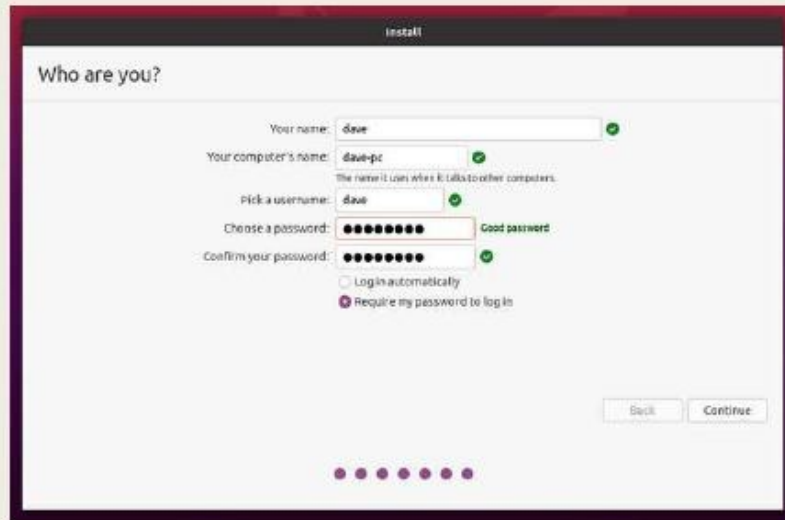 Install
Who are you?
Your name: dave
Your computer's name: dave-pc
The name it uses when it talks to other computers.
Pick a username: dave
Choose a password: ●●●●●●●● Good password
Confirm your password: ●●●●●●●●
Log in automatically
Require my password to log in
Back Continue